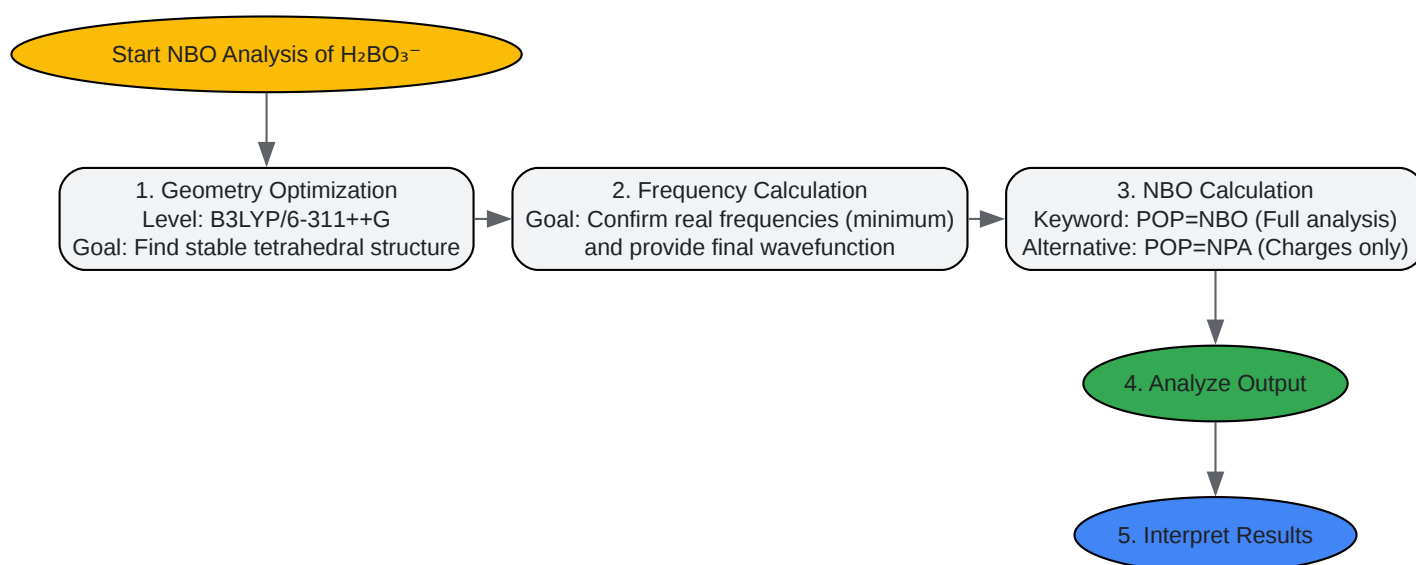 Start NBO Analysis of H₂BO₃⁻
1. Geometry Optimization
Level: B3LYP/6-311++G
Goal: Find stable tetrahedral structure
2. Frequency Calculation
Goal: Confirm real frequencies (minimum)
and provide final wavefunction
3. NBO Calculation
Keyword: POP=NBO (Full analysis)
Alternative: POP=NPA (Charges only)
4. Analyze Output
5. Interpret Results